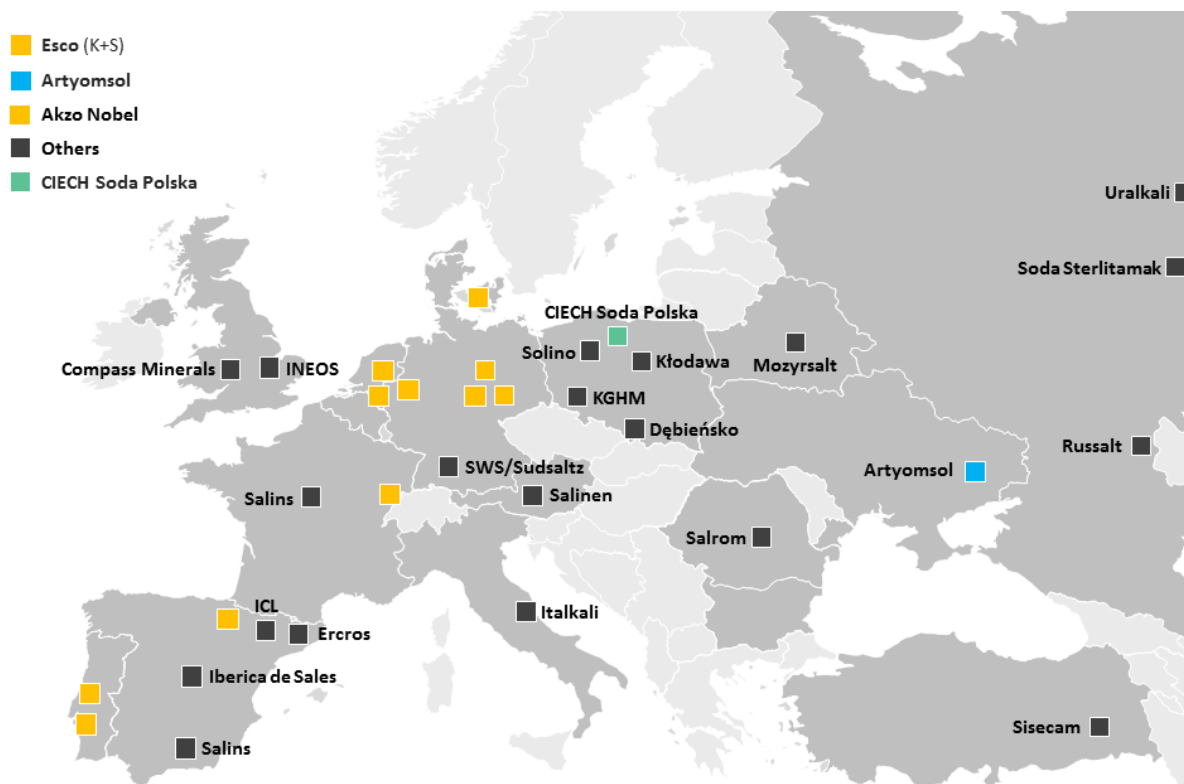 Esco (K+S)
Artyomsol
Akzo Nobel
Others
CIECH Soda Polska
Uralkali
Soda Sterlitamak
CIECH Soda Polska
Solino
Kłodawa
Mozyrsalt
Compass Minerals
INEOS
KGHM
Dębieńsko
Russalt
SWS/Sudsaltz
Artyomsol
Salins
Salinen
Salrom
ICL
Italkali
Ercros
Iberica de Sales
Sisecam
Salins